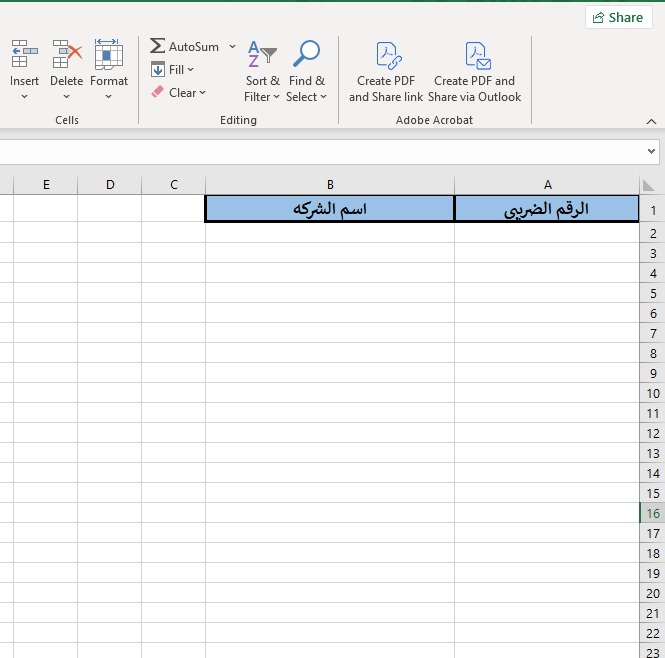 Share
Insert Delete Format
AutoSum
Fill
Clear
Sort & Filter
Find & Select
Create PDF and Share link
Create PDF and Share via Outlook
Cells Editing Adobe Acrobat
E D C B A
اسم الشركه
الرقم الضريبى
1
2
3
4
5
6
7
8
9
10
11
12
13
14
15
16
17
18
19
20
21
22
23